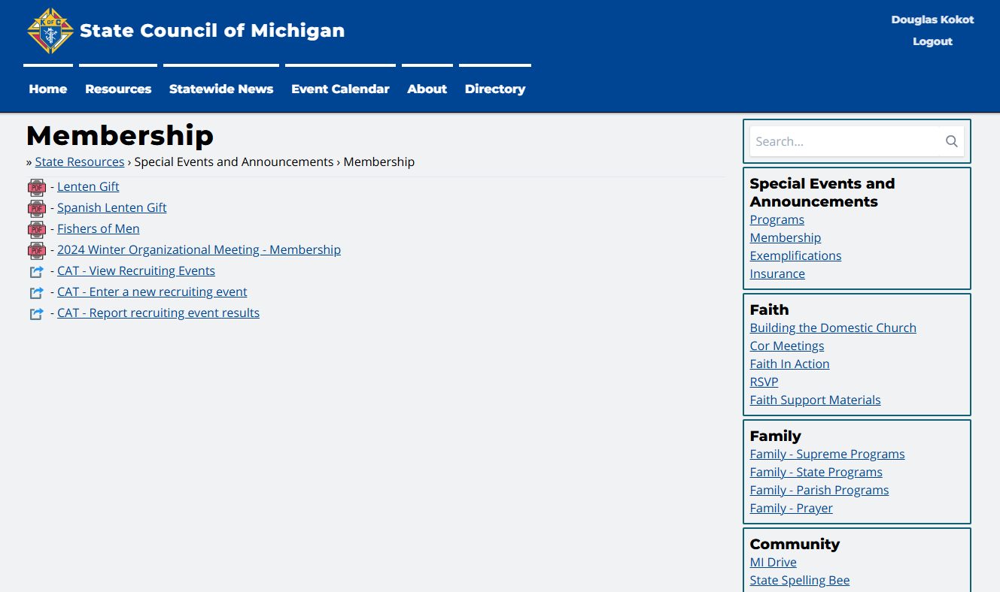 K OF C
State Council of Michigan
Douglas Kokot
Logout
Home Resources Statewide News Event Calendar About Directory
Membership
» State Resources › Special Events and Announcements › Membership
PDF - Lenten Gift
PDF - Spanish Lenten Gift
PDF - Fishers of Men
PDF - 2024 Winter Organizational Meeting - Membership
- CAT - View Recruiting Events
- CAT - Enter a new recruiting event
- CAT - Report recruiting event results
Search...
Special Events and
Announcements
Programs
Membership
Exemplifications
Insurance
Faith
Building the Domestic Church
Cor Meetings
Faith In Action
RSVP
Faith Support Materials
Family
Family - Supreme Programs
Family - State Programs
Family - Parish Programs
Family - Prayer
Community
MI Drive
State Spelling Bee